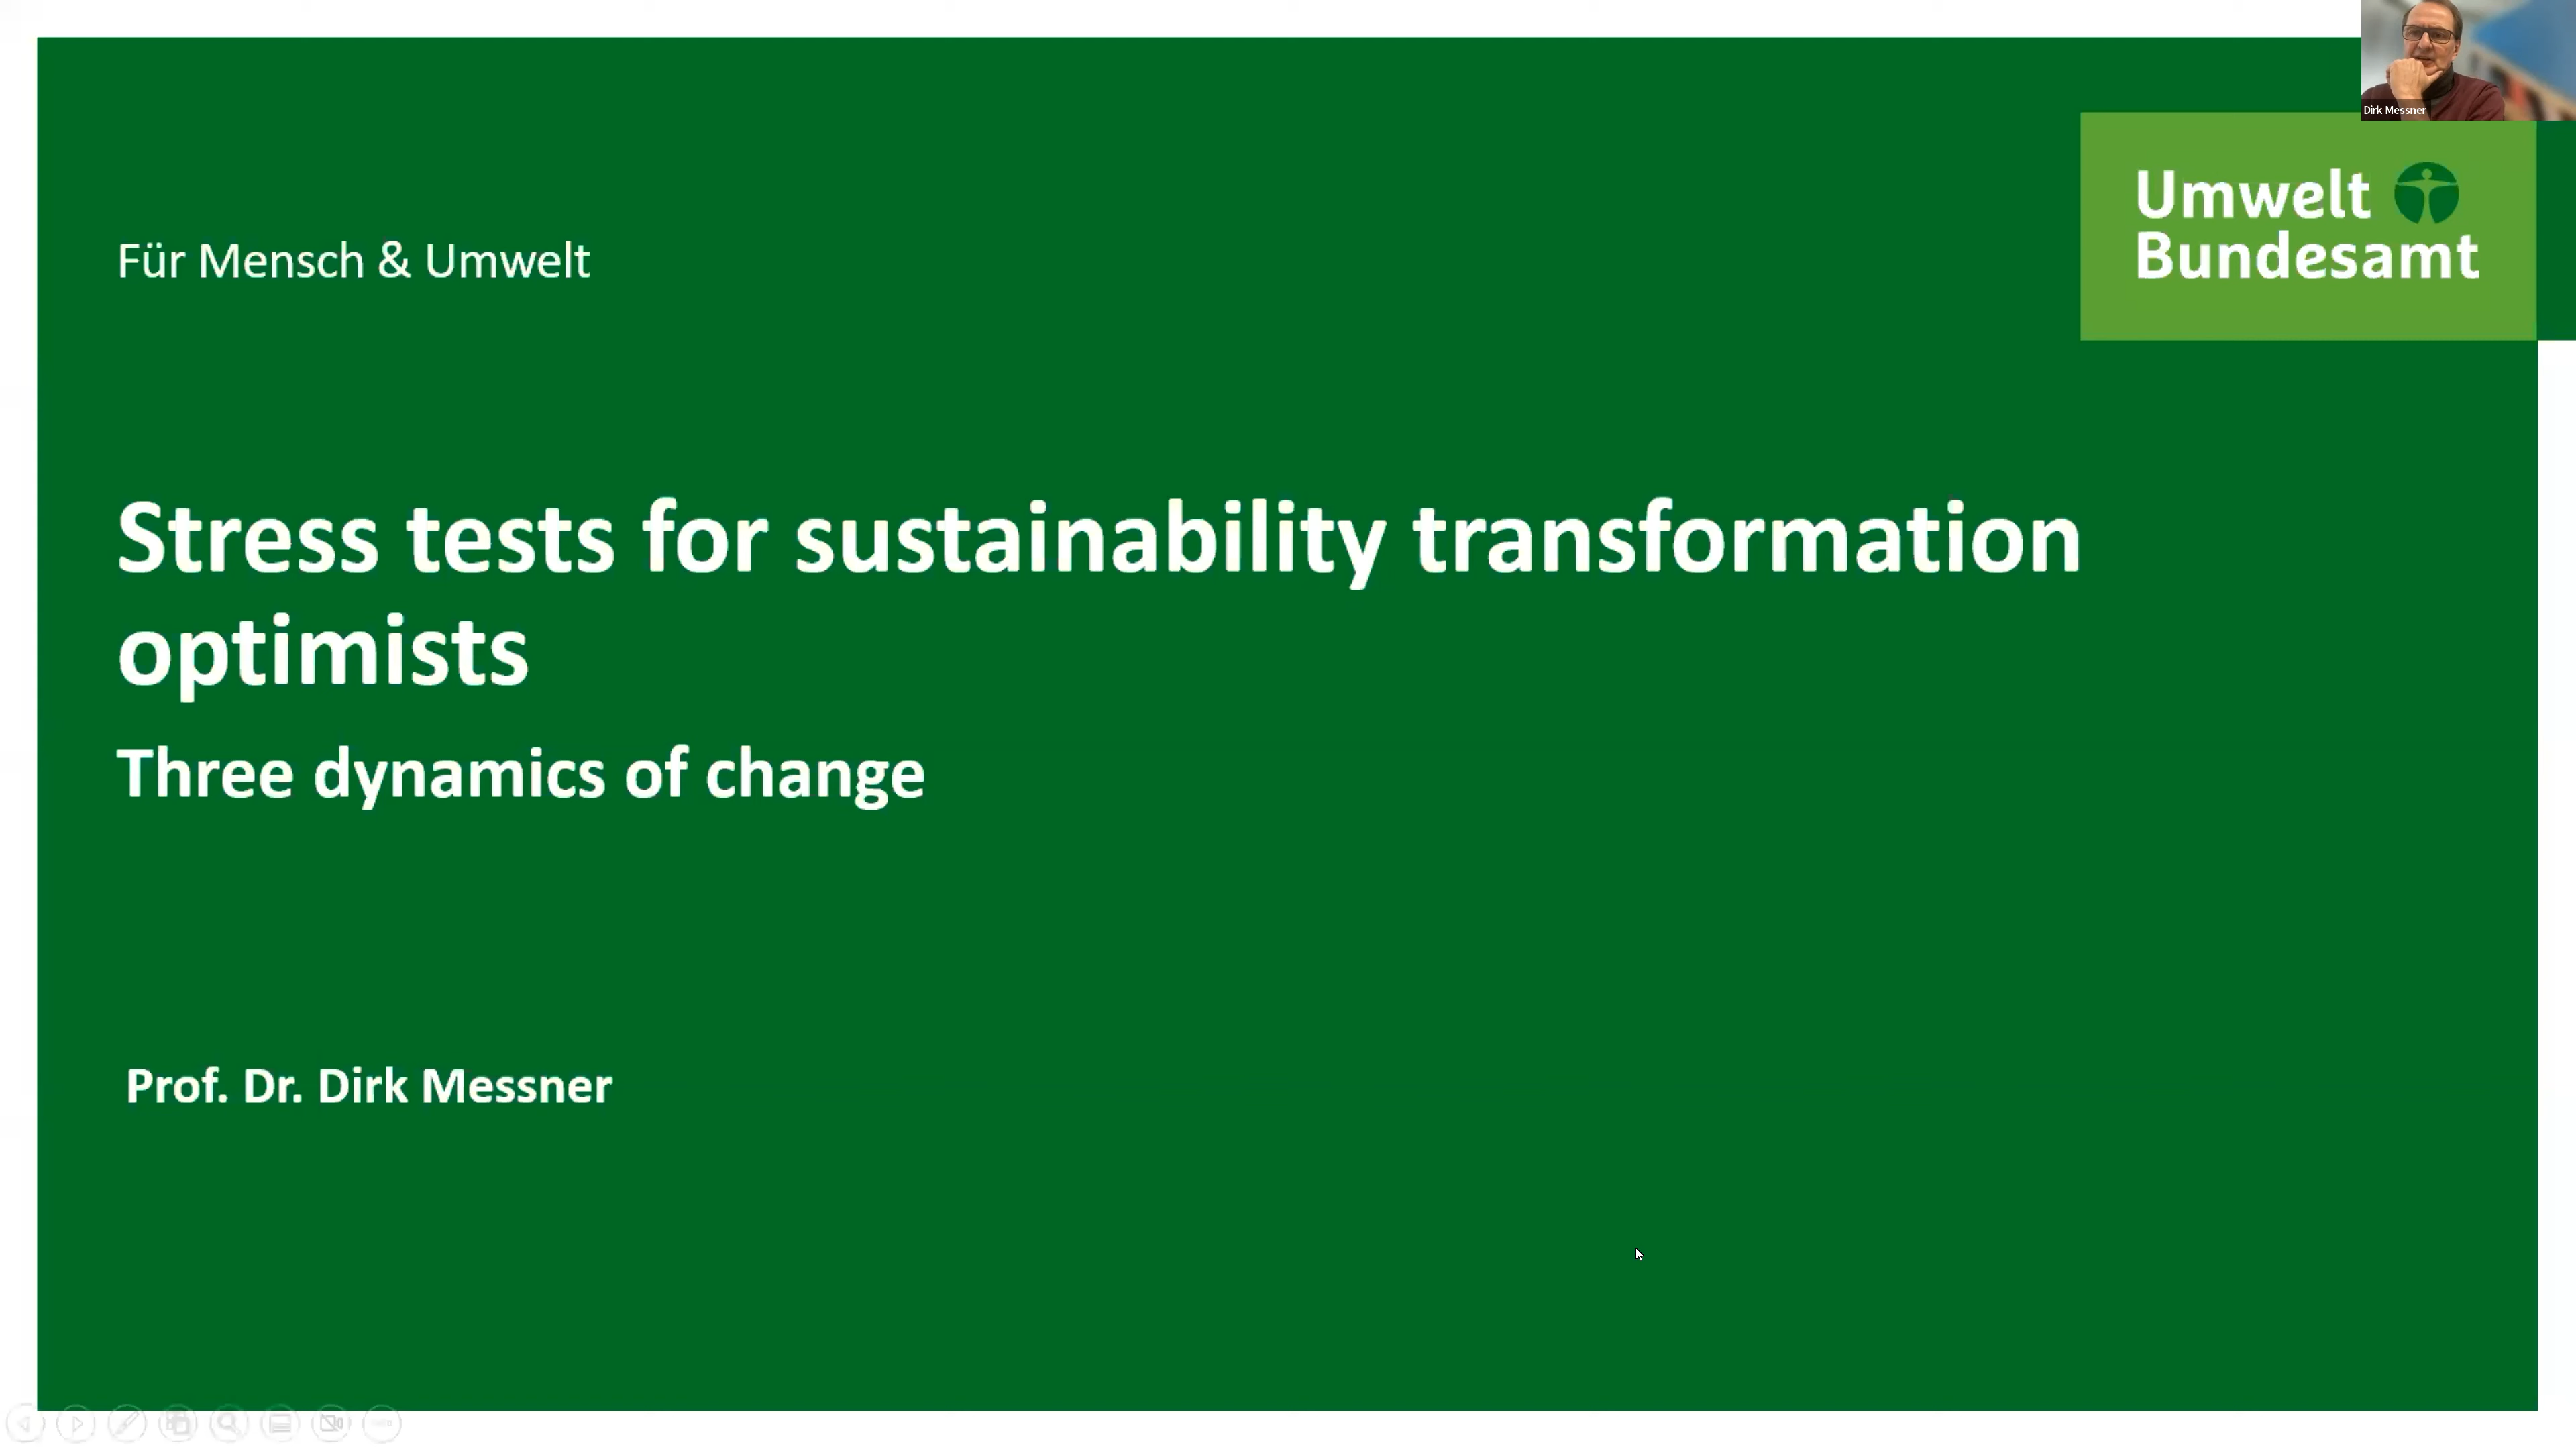 Dirk Messner
Umwelt
Bundesamt
Für Mensch & Umwelt
Stress tests for sustainability transformation
optimists
Three dynamics of change
Prof. Dr. Dirk Messner